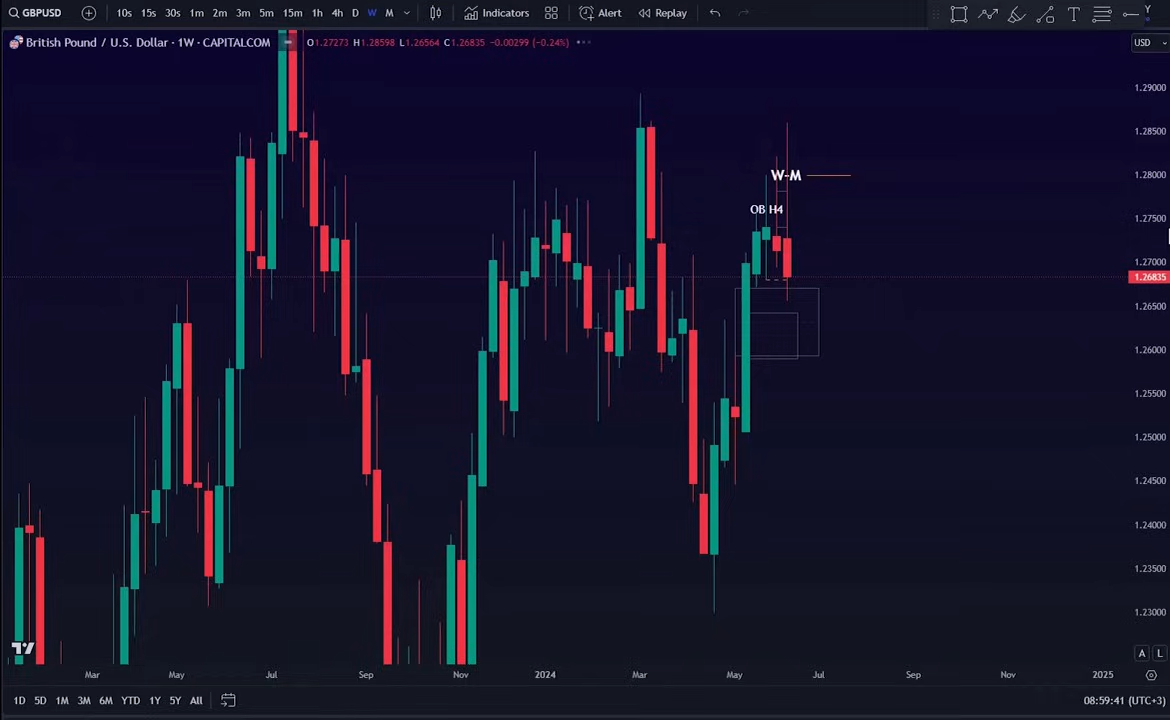 GBPUSD 10s 15s 30s 1m 2m 3m 5m 15m 1h 4h D W M Indicators Alert Replay
British Pound / U.S. Dollar · 1W · CAPITALCOM O1.27273 H1.28598 L1.26564 C1.26835 -0.00299 (-0.24%)
USD
1.29000
1.28500
W-M
1.28000
OB H4
1.27500
1.27000
1.26835
1.26500
1.26000
1.25500
1.25000
1.24500
1.24000
1.23500
1.23000
A L
Mar May Jul Sep Nov 2024 Mar May Jul Sep Nov 2025
1D 5D 1M 3M 6M YTD 1Y 5Y All 08:59:41 (UTC+3)